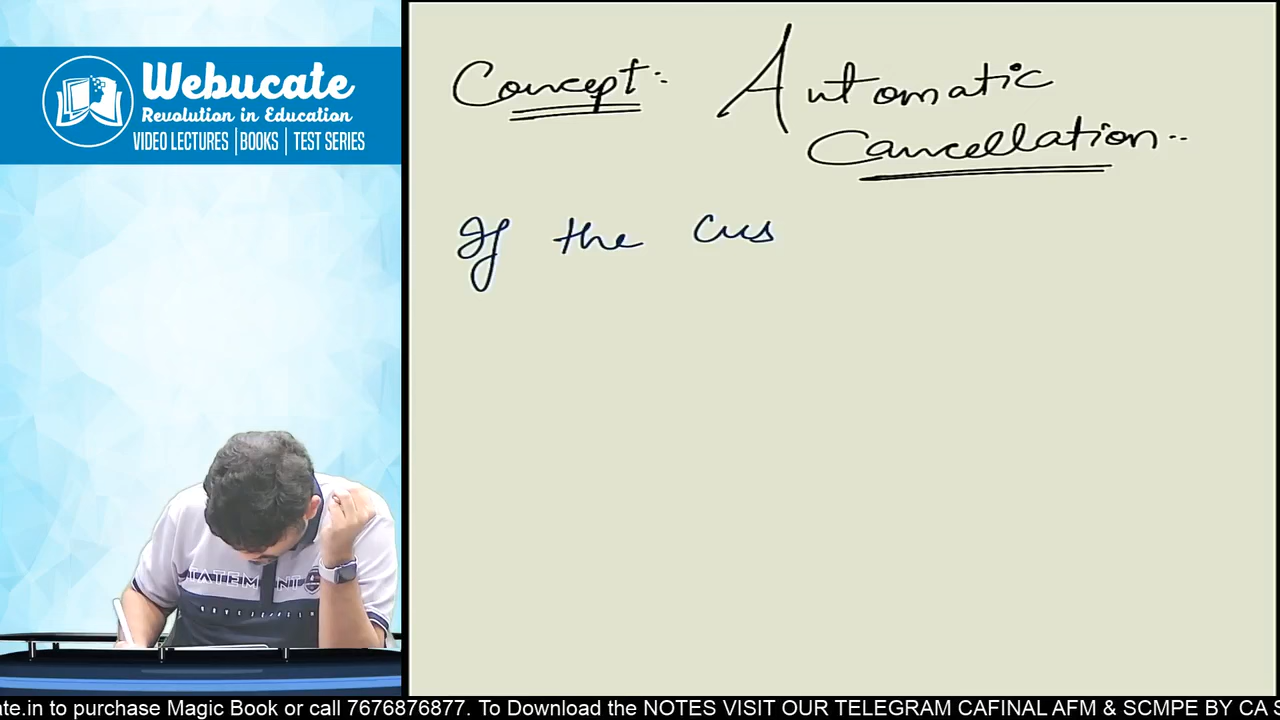 Webucate
Revolution in Education
VIDEO LECTURES | BOOKS | TEST SERIES
Concept:- Automatic
Cancellation--
If the Cus
TATEMENT
ate.in to purchase Magic Book or call 7676876877. To Download the NOTES VISIT OUR TELEGRAM CAFINAL AFM & SCMPE BY CA S